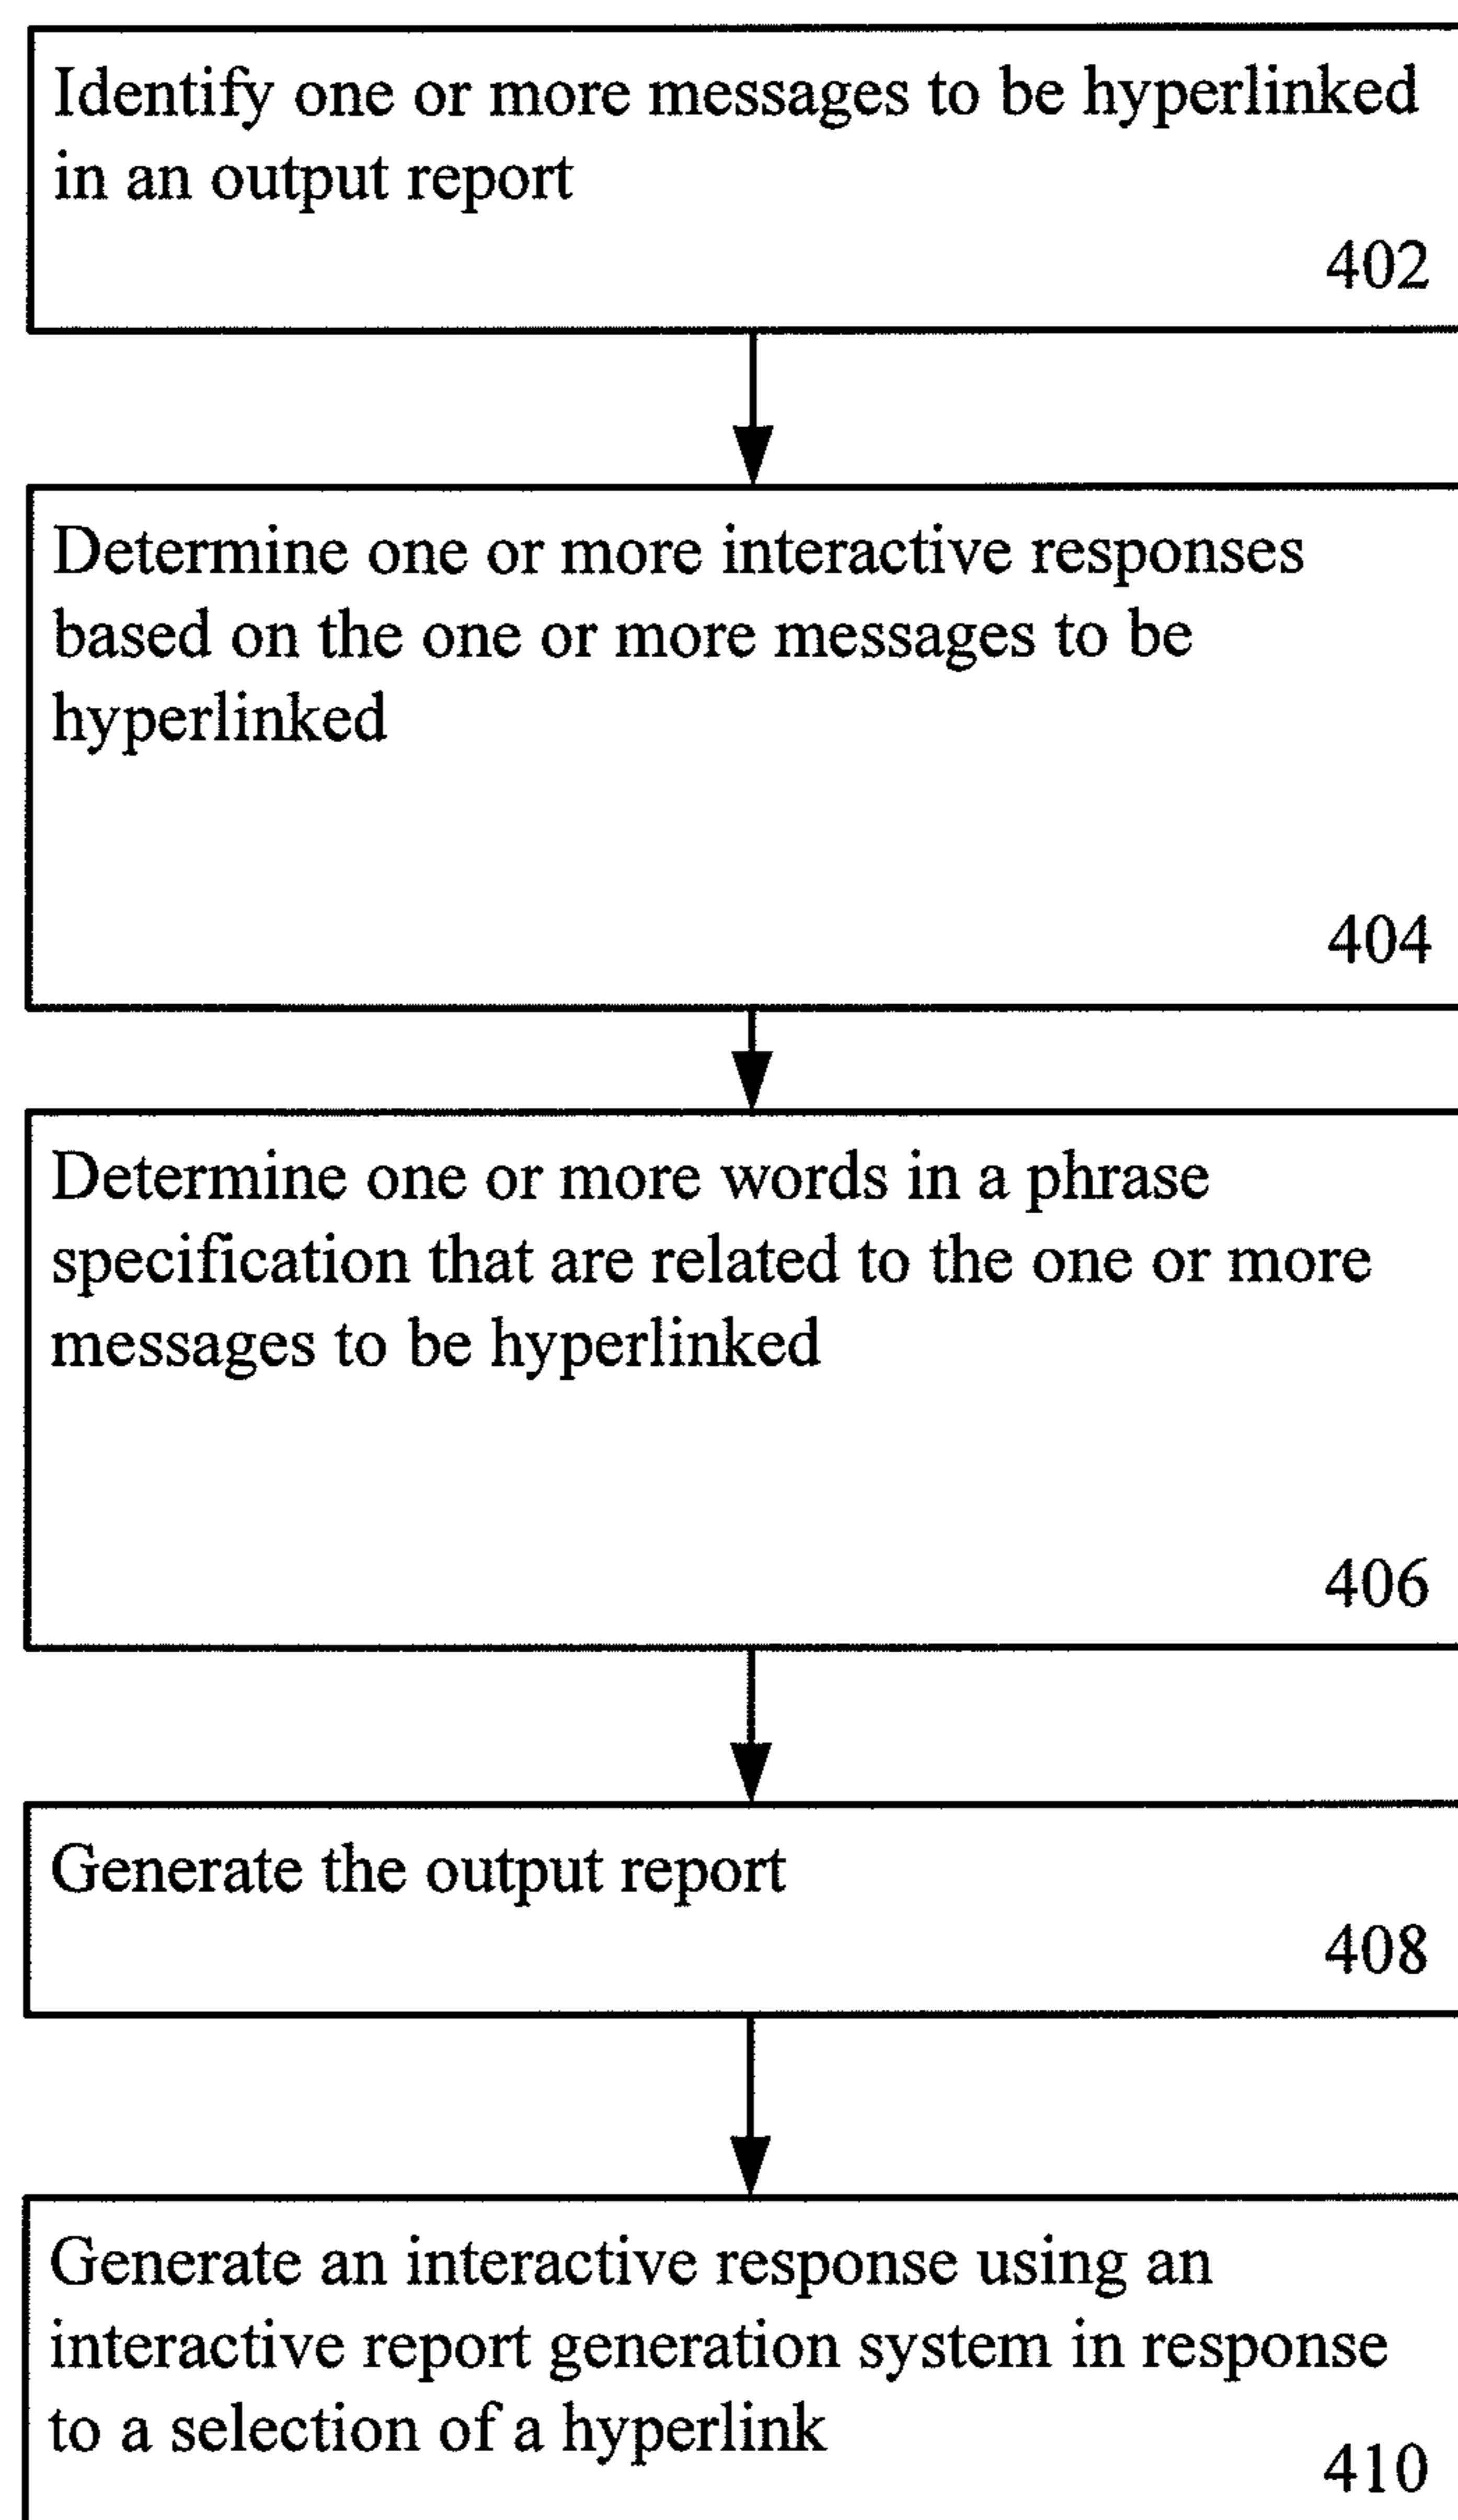 Identify one or more messages to be hyperlinked
in an output report
402
Determine one or more interactive responses
based on the one or more messages to be
hyperlinked
404
Determine one or more words in a phrase
specification that are related to the one or more
messages to be hyperlinked
406
Generate the output report
408
Generate an interactive response using an
interactive report generation system in response
to a selection of a hyperlink
410